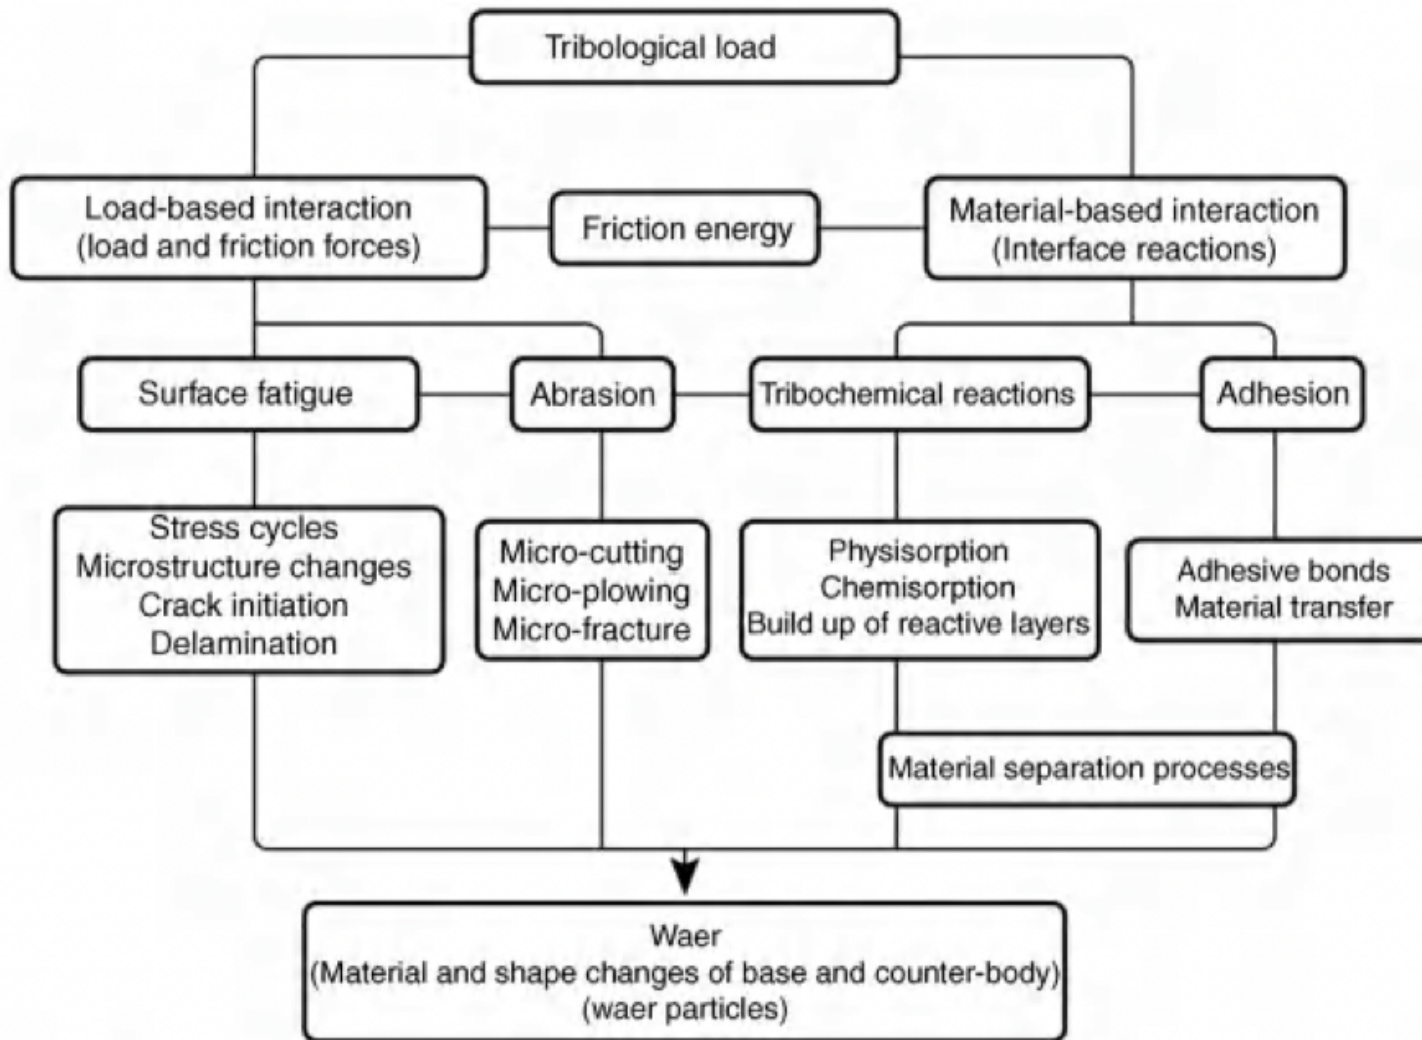 Tribological load
Load-based interaction
(load and friction forces)
Friction energy
Material-based interaction
(Interface reactions)
Surface fatigue
Abrasion
Tribochemical reactions
Adhesion
Stress cycles
Microstructure changes
Crack initiation
Delamination
Micro-cutting
Micro-plowing
Micro-fracture
Physisorption
Chemisorption
Build up of reactive layers
Adhesive bonds
Material transfer
Material separation processes
Waer
(Material and shape changes of base and counter-body)
(waer particles)